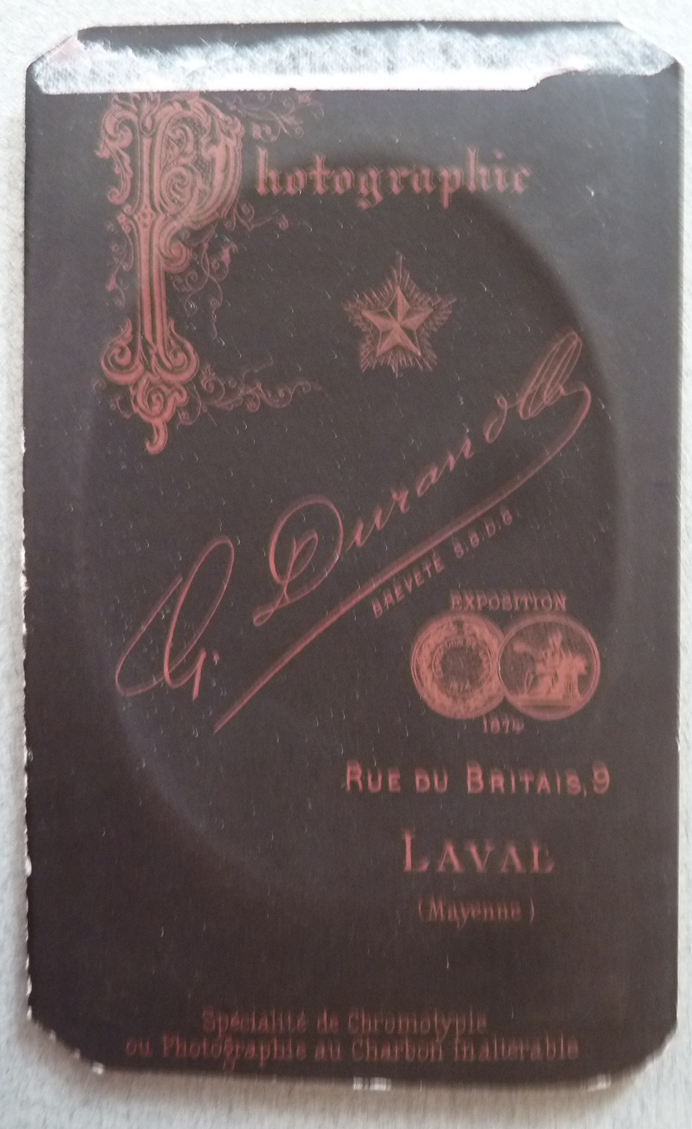 Photographie
G. Durand
BREVETÉ S.G.D.G.
EXPOSITION
1874
RUE DU BRITAIS, 9
LAVAL
(Mayenne)
Spécialité de Chromotypie
ou Photographie au Charbon Inaltérable